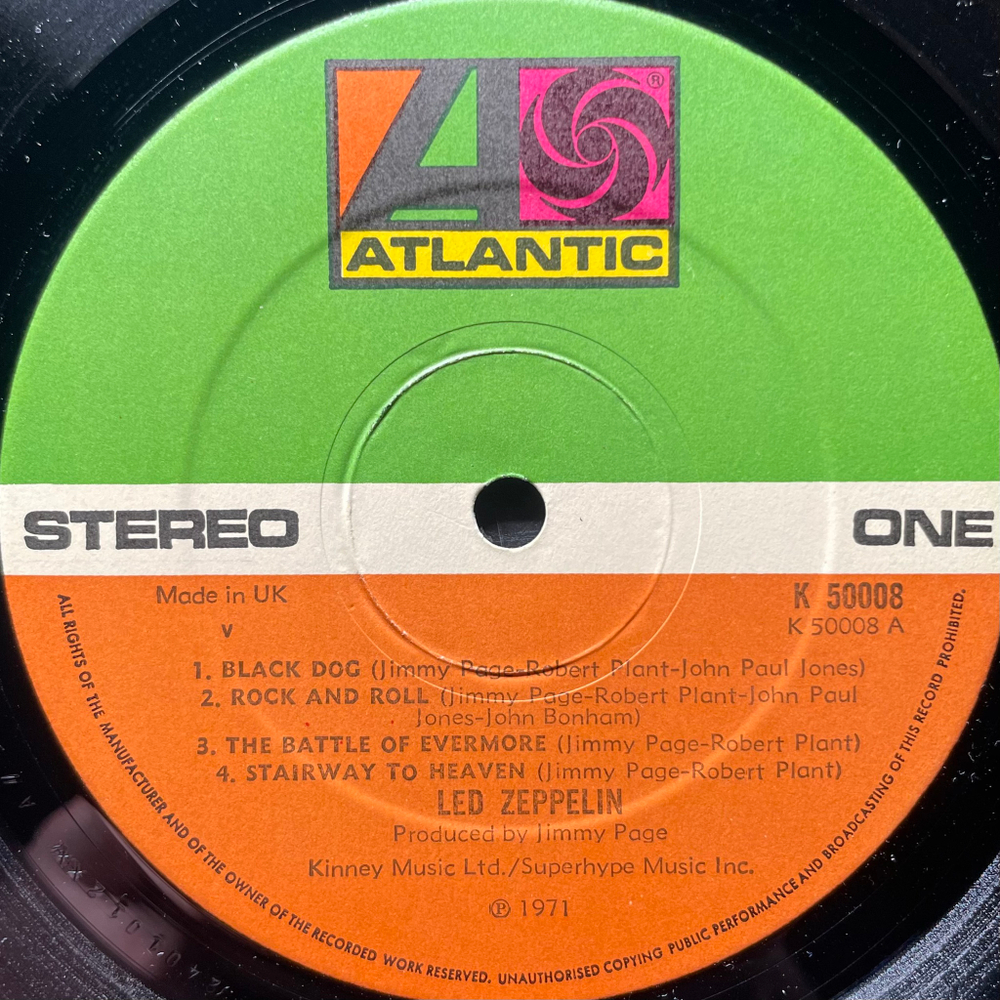 ®
ATLANTIC
STEREO
ONE
Made in UK
K 50008
V
K 50008 A
1. BLACK DOG (Jimmy Page-Robert Plant-John Paul Jones)
2. ROCK AND ROLL (Jimmy Page-Robert Plant-John Paul
Jones-John Bonham)
3. THE BATTLE OF EVERMORE (Jimmy Page-Robert Plant)
4. STAIRWAY TO HEAVEN (Jimmy Page-Robert Plant)
LED ZEPPELIN
Produced by Jimmy Page
Kinney Music Ltd./Superhype Music Inc.
℗ 1971
ALL RIGHTS OF THE MANUFACTURER AND OF THE OWNER OF THE RECORDED WORK RESERVED. UNAUTHORISED COPYING PUBLIC PERFORMANCE AND BROADCASTING OF THIS RECORD PROHIBITED.